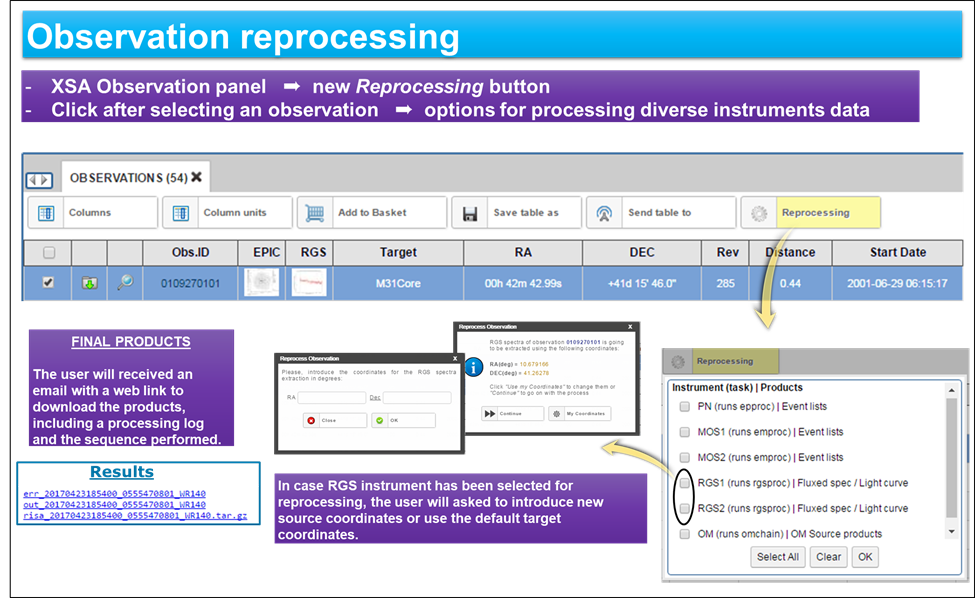 Observation reprocessing
- XSA Observation panel ➡ new Reprocessing button
- Click after selecting an observation ➡ options for processing diverse instruments data
OBSERVATIONS (54) ✖
Columns
Column units
Add to Basket
Save table as
Send table to
Reprocessing
Obs.ID EPIC RGS Target RA DEC Rev Distance Start Date
0109270101 M31Core 00h 42m 42.99s +41d 15' 46.0" 285 0.44 2001-06-29 06:15:17
FINAL PRODUCTS
The user will received an
email with a web link to
download the products,
including a processing log
and the sequence performed.
Results
err_20170423185400_0555470801_WR140
out_20170423185400_0555470801_WR140
risa_20170423185400_0555470801_WR140.tar.gz
Reprocess Observation X
Please, introduce the coordinates for the RGS spectra
extraction in degrees:
RA Dec
Close OK
Reprocess Observation X
RGS spectra of observation 0109270101 is going
to be extracted using the following coordinates:
RA(deg) = 10.679166
DEC(deg) = 41.26278
Click "Use my Coordinates" to change them or
"Continue" to go on with the process
Continue My Coordinates
In case RGS instrument has been selected for
reprocessing, the user will asked to introduce new
source coordinates or use the default target
coordinates.
Reprocessing
Instrument (task) | Products
PN (runs epproc) | Event lists
MOS1 (runs emproc) | Event lists
MOS2 (runs emproc) | Event lists
RGS1 (runs rgsproc) | Fluxed spec / Light curve
RGS2 (runs rgsproc) | Fluxed spec / Light curve
OM (runs omchain) | OM Source products
Select All Clear OK